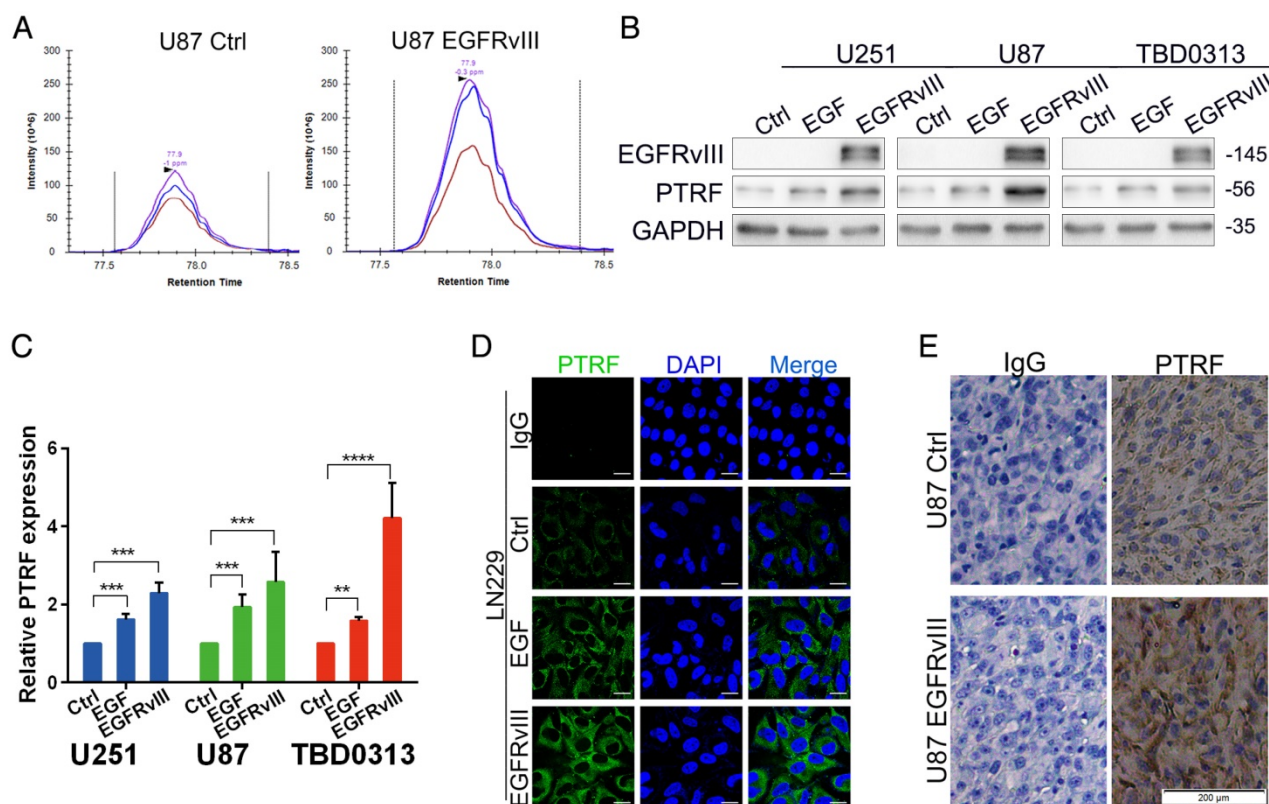 A
U87 Ctrl
U87 EGFRvIII
300
250
200
150
100
50
0
Intensity (10^6)
77.9
-1 ppm
77.5
78.0
78.5
Retention Time
300
250
200
150
100
50
0
Intensity (10^6)
77.9
-0.3 ppm
77.5
78.0
78.5
Retention Time
B
U251 U87 TBD0313
Ctrl EGF EGFRvIII Ctrl EGF EGFRvIII Ctrl EGF EGFRvIII
EGFRvIII -145
PTRF -56
GAPDH -35
C
Relative PTRF expression
6
4
2
0
*** ***
*** ***
** ****
Ctrl EGF EGFRvIII Ctrl EGF EGFRvIII Ctrl EGF EGFRvIII
U251 U87 TBD0313
D
PTRF DAPI Merge
LN229
IgG
Ctrl
EGF
EGFRvIII
E
IgG PTRF
U87 Ctrl
U87 EGFRvIII
200 µm